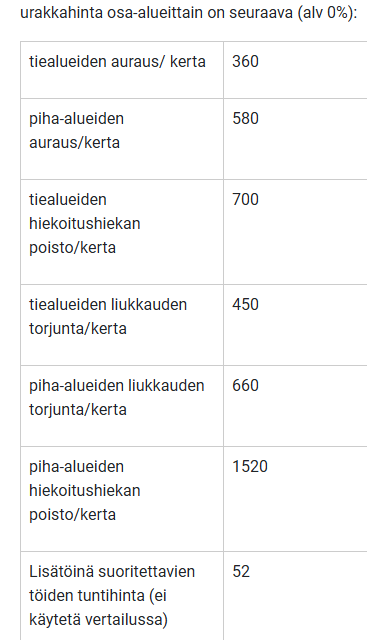 urakkahinta osa-alueittain on seuraava (alv 0%):
tiealueiden auraus/ kerta 360
piha-alueiden 580
auraus/kerta
tiealueiden 700
hiekoitushiekan
poisto/kerta
tiealueiden liukkauden 450
torjunta/kerta
piha-alueiden liukkauden 660
torjunta/kerta
piha-alueiden 1520
hiekoitushiekan
poisto/kerta
Lisätöinä suoritettavien 52
töiden tuntihinta (ei
käytetä vertailussa)